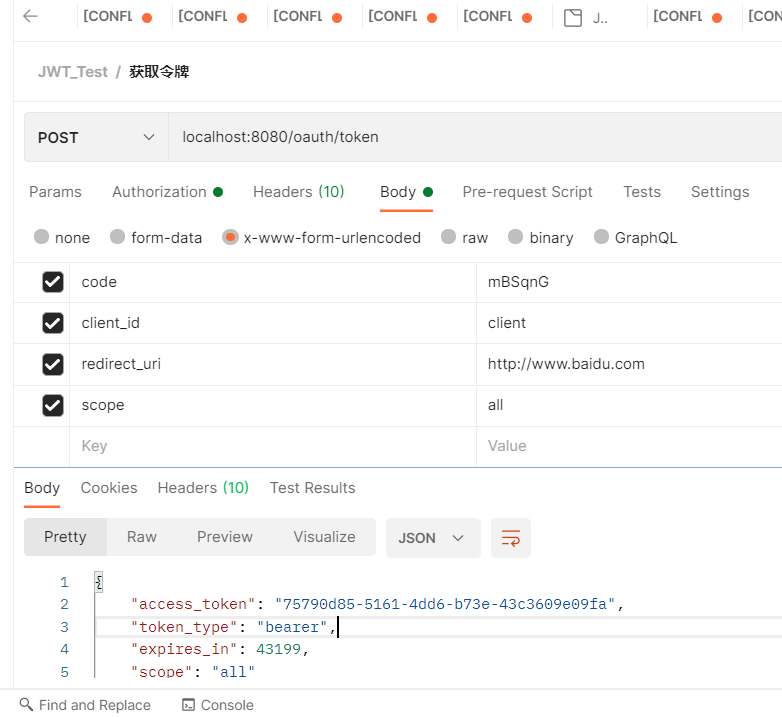 [CONFL [CONFL [CONFL [CONFL [CONFL J.. [CONFL [CON
JWT_Test / 获取令牌
POST localhost:8080/oauth/token
Params Authorization Headers (10) Body Pre-request Script Tests Settings
none form-data x-www-form-urlencoded raw binary GraphQL
code mBSqnG
client_id client
redirect_uri http://www.baidu.com
scope all
Key Value
Body Cookies Headers (10) Test Results
Pretty Raw Preview Visualize JSON
1 {
2 "access_token": "75790d85-5161-4dd6-b73e-43c3609e09fa",
3 "token_type": "bearer",
4 "expires_in": 43199,
5 "scope": "all"
Find and Replace Console